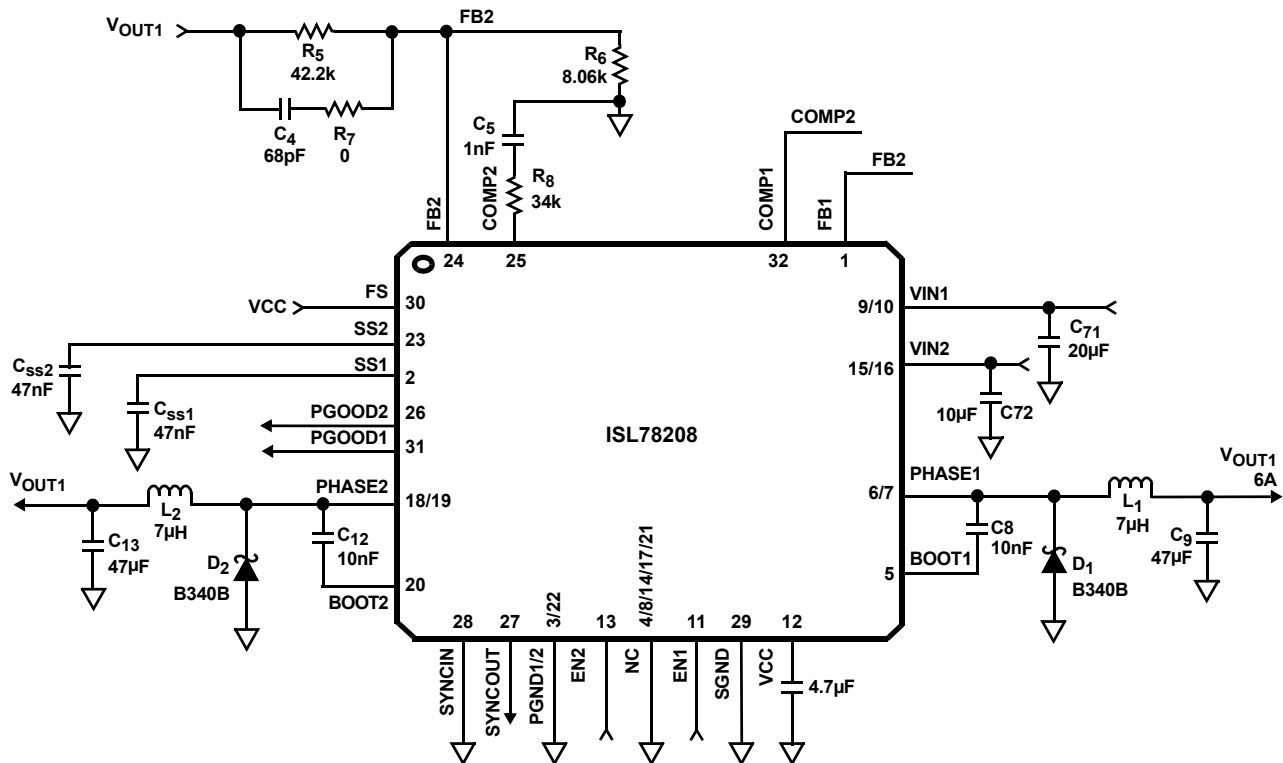 VOUT1
FB2
R5
42.2k
C4
68pF
R7
0
R6
8.06k
C5
1nF
COMP2
R8
34k
FB2
COMP2
FB2
COMP1
FB1
24
25
32
1
VCC
FS
30
SS2
23
Css2
47nF
SS1
2
Css1
47nF
PGOOD2
26
PGOOD1
31
ISL78208
9/10
VIN1
C71
20µF
15/16
VIN2
10µF
C72
VOUT1
L2
7µH
PHASE2
18/19
C13
47µF
D2
B340B
C12
10nF
20
BOOT2
PHASE1
6/7
VOUT1
6A
L1
7µH
C8
10nF
C9
47µF
5
BOOT1
D1
B340B
28
27
3/22
13
4/8/14/17/21
11
29
12
SYNCIN
SYNCOUT
PGND1/2
EN2
NC
EN1
SGND
VCC
4.7µF